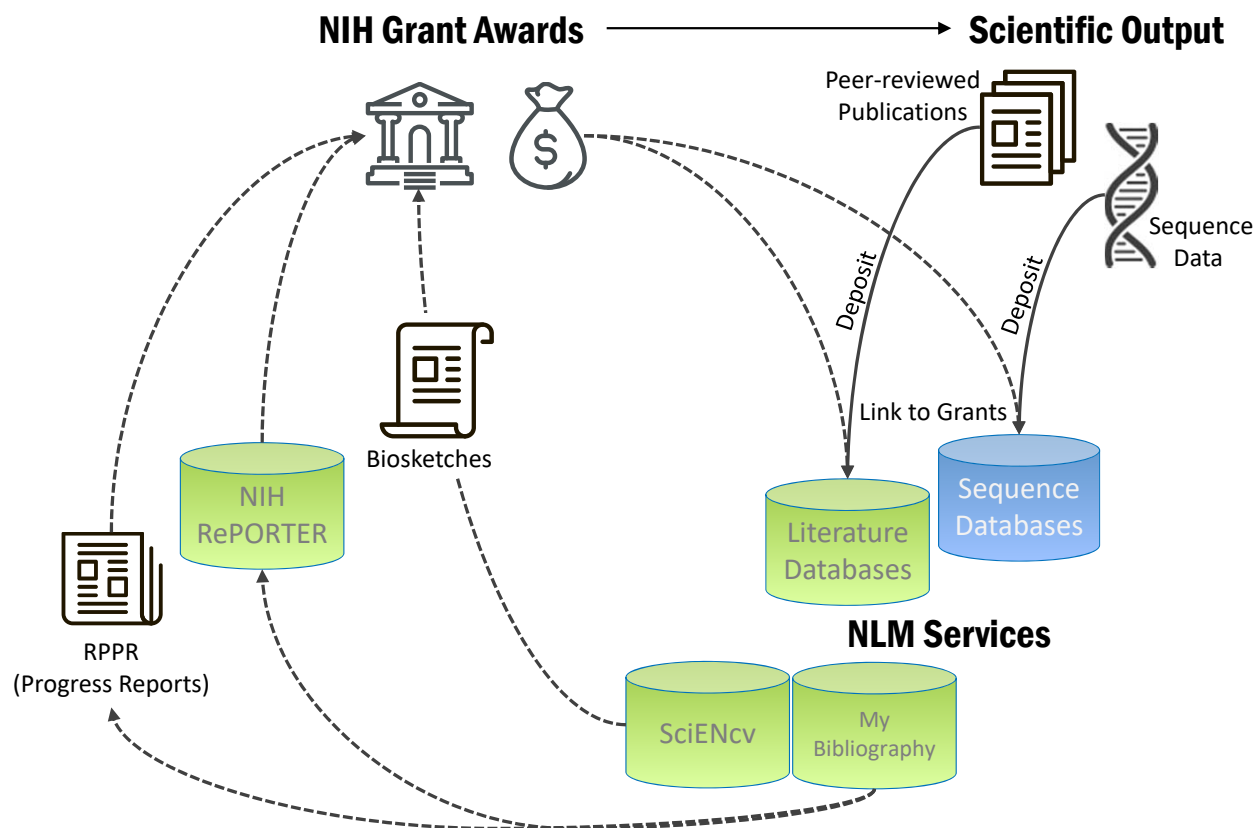 NIH Grant Awards
Scientific Output
Peer-reviewed
Publications
$
Sequence
Data
Deposit
Deposit
Link to Grants
Biosketches
NIH
RePORTER
Sequence
Databases
Literature
Databases
RPPR
(Progress Reports)
NLM Services
SciENcv
My
Bibliography